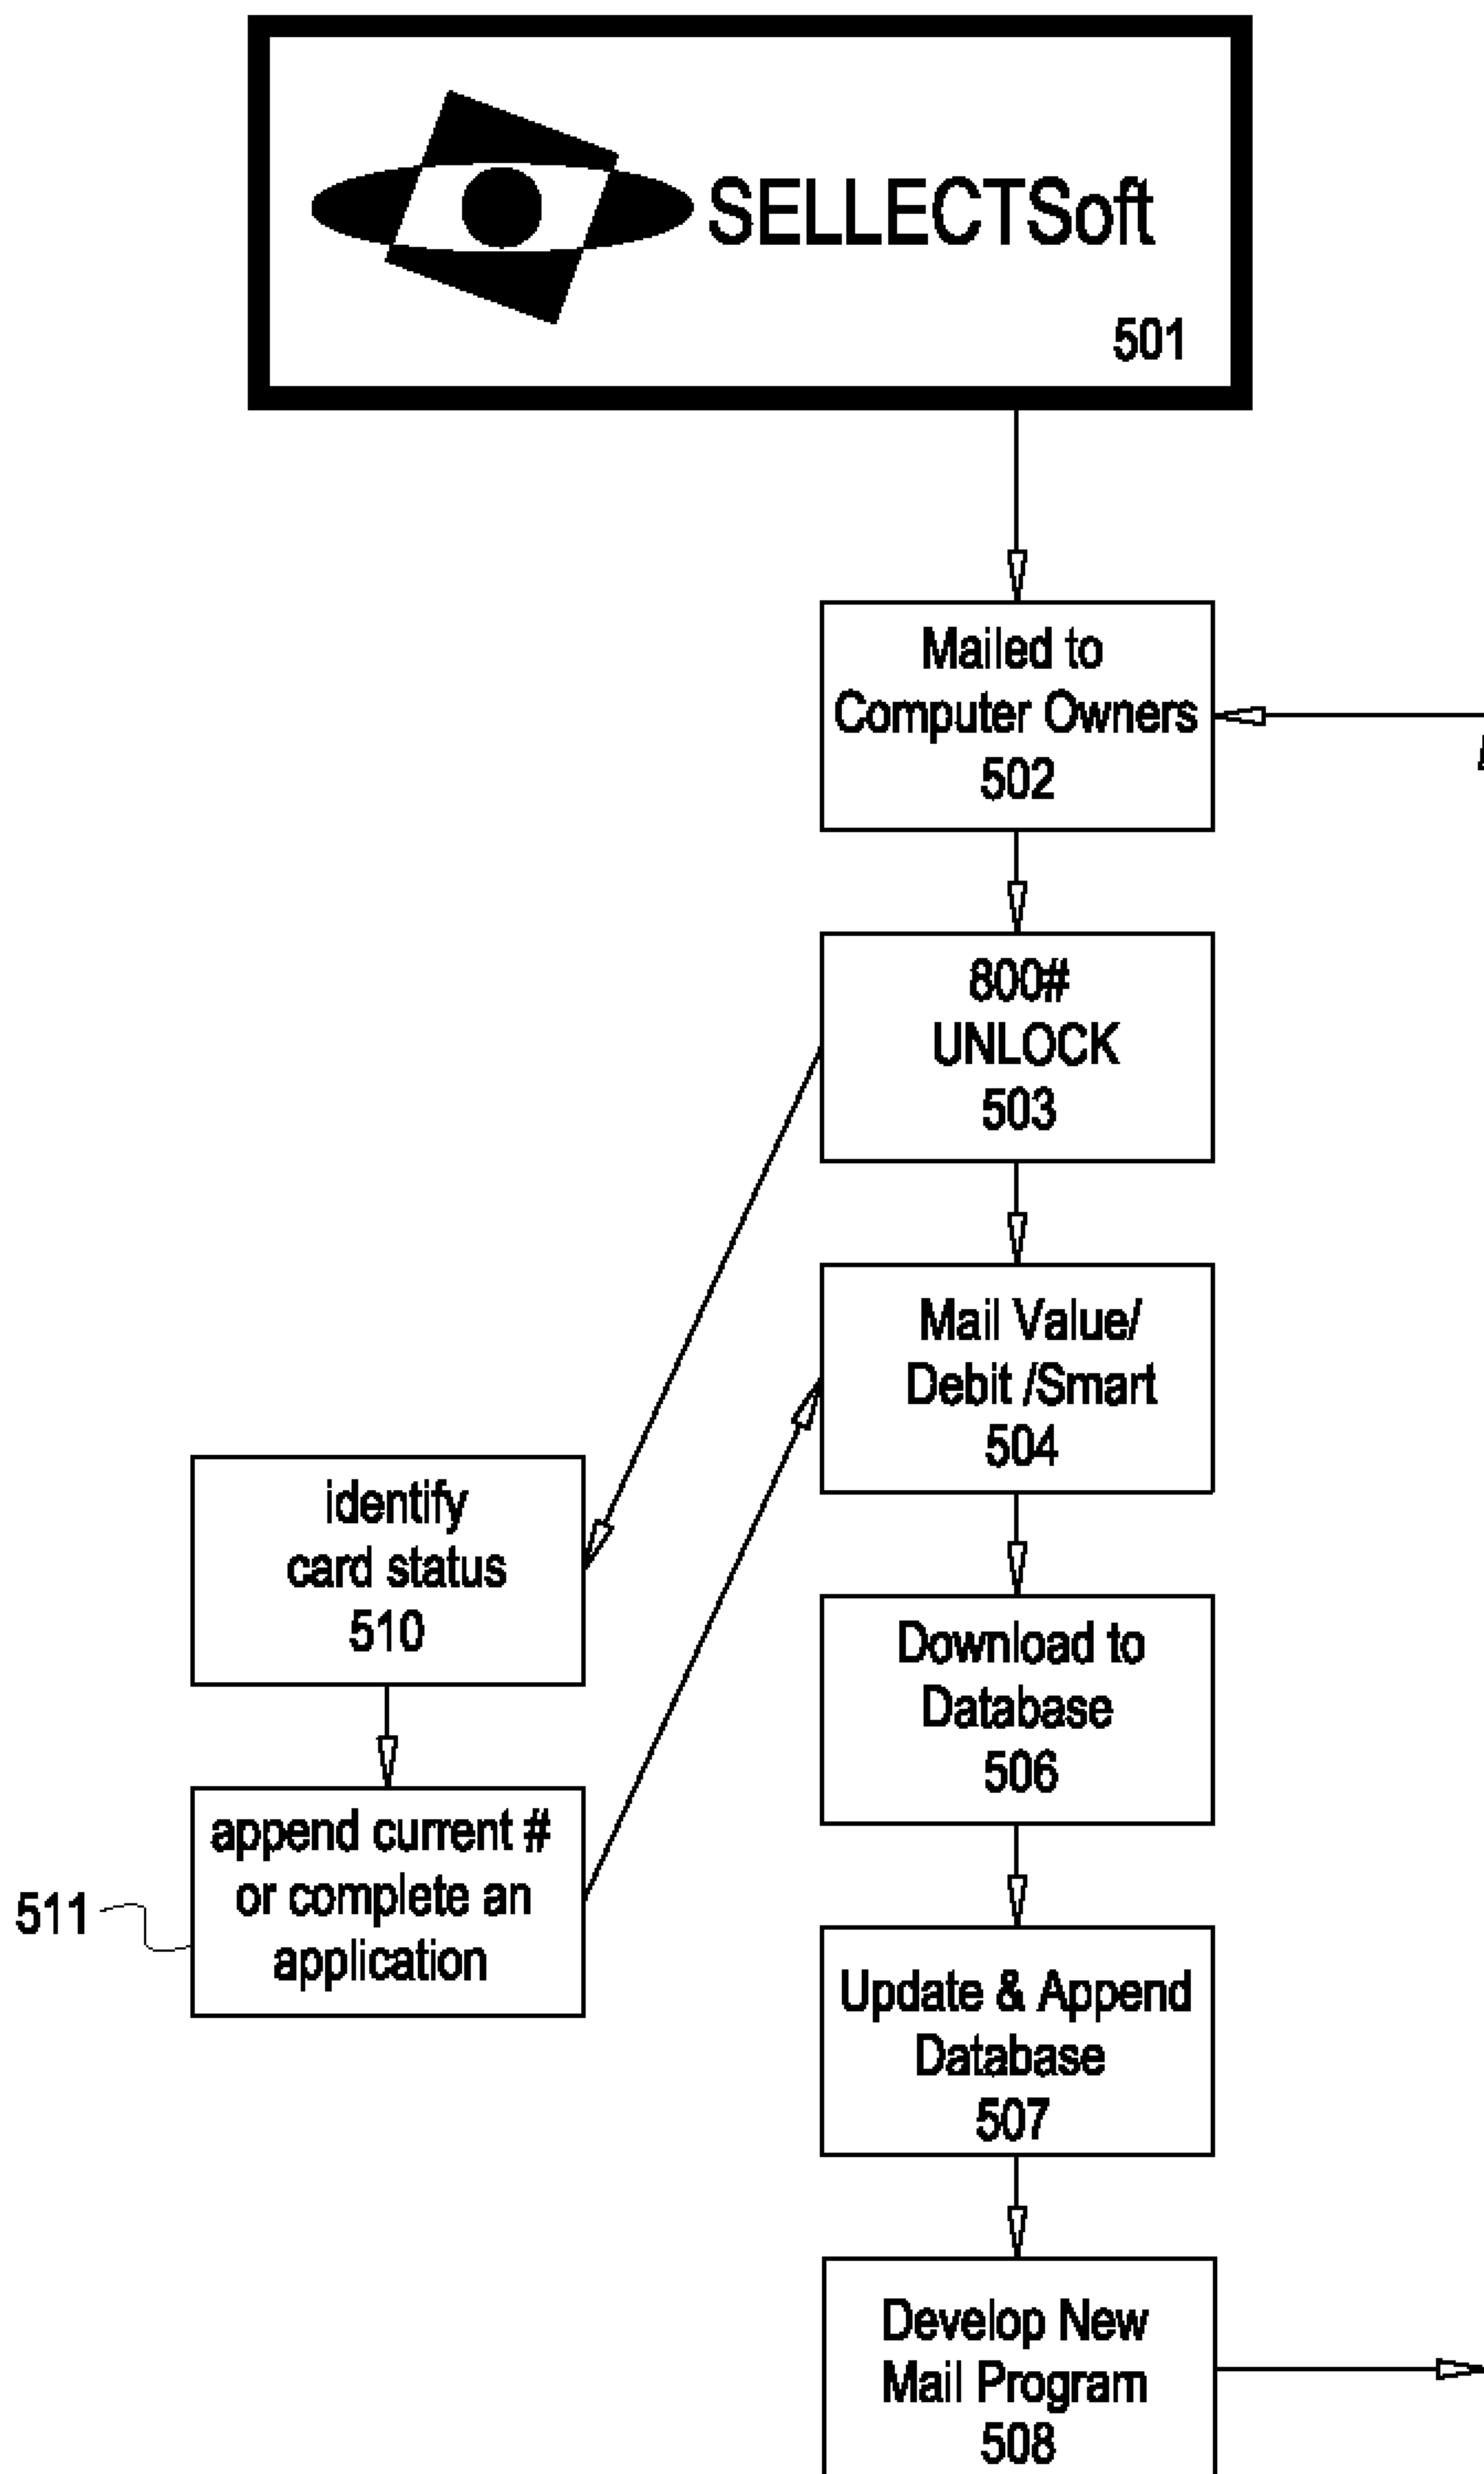 SELLECTSoft
501
Mailed to
Computer Owners
502
800#
UNLOCK
503
Mail Value/
Debit /Smart
504
identify
card status
510
Download to
Database
506
append current #
or complete an
application
511
Update & Append
Database
507
Develop New
Mail Program
508